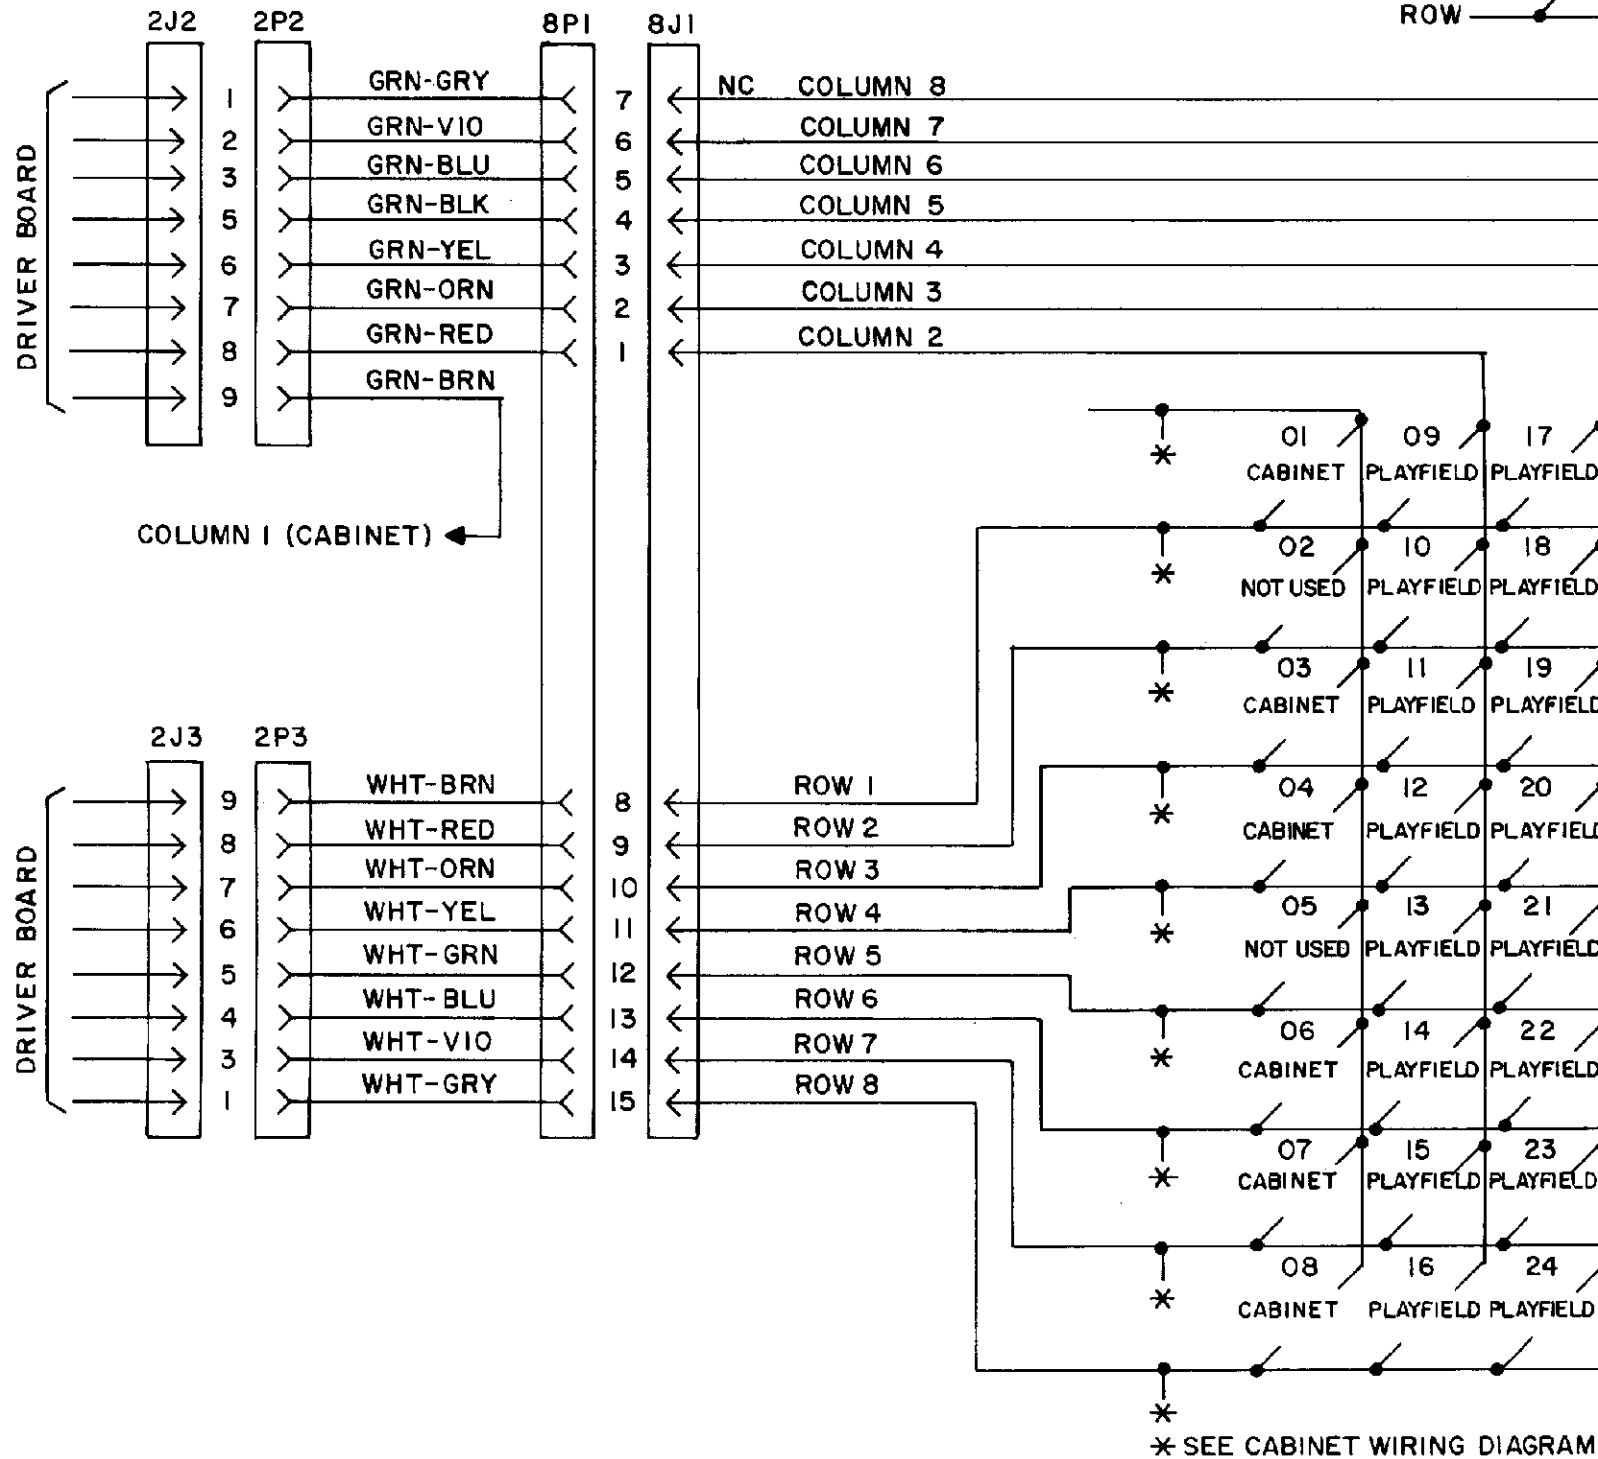 ROW
2J2 2P2 8P1 8J1
1 GRN-GRY 7 NC COLUMN 8
2 GRN-VIO 6 COLUMN 7
3 GRN-BLU 5 COLUMN 6
5 GRN-BLK 4 COLUMN 5
6 GRN-YEL 3 COLUMN 4
7 GRN-ORN 2 COLUMN 3
8 GRN-RED 1 COLUMN 2
9 GRN-BRN
DRIVER BOARD
COLUMN 1 (CABINET)
01 09 17
CABINET PLAYFIELD PLAYFIELD
02 10 18
NOT USED PLAYFIELD PLAYFIELD
03 11 19
CABINET PLAYFIELD PLAYFIELD
2J3 2P3
9 WHT-BRN 8 ROW 1
8 WHT-RED 9 ROW 2
7 WHT-ORN 10 ROW 3
6 WHT-YEL 11 ROW 4
5 WHT-GRN 12 ROW 5
4 WHT-BLU 13 ROW 6
3 WHT-VIO 14 ROW 7
1 WHT-GRY 15 ROW 8
DRIVER BOARD
04 12 20
CABINET PLAYFIELD PLAYFIELD
05 13 21
NOT USED PLAYFIELD PLAYFIELD
06 14 22
CABINET PLAYFIELD PLAYFIELD
07 15 23
CABINET PLAYFIELD PLAYFIELD
08 16 24
CABINET PLAYFIELD PLAYFIELD
* SEE CABINET WIRING DIAGRAM